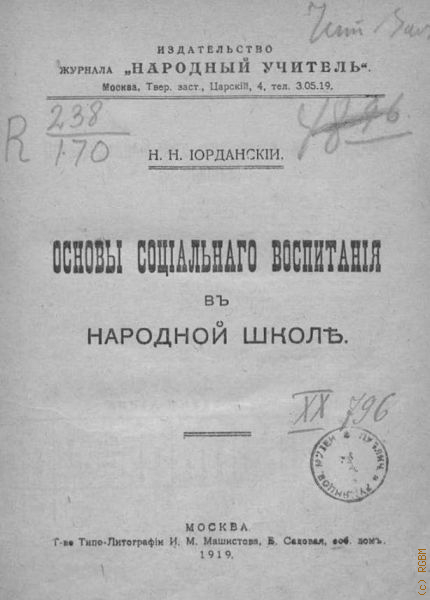 ИЗДАТЕЛЬСТВО
ЖУРНАЛА „НАРОДНЫЙ УЧИТЕЛЬ“.
Москва, Твер. заст., Царскій, 4, тел. 3.05.19.
R 238
170
Н. Н. ІОРДАНСКІЙ.
ОСНОВЫ СОЦІАЛЬНАГО ВОСПИТАНІЯ
ВЪ
НАРОДНОЙ ШКОЛѢ.
XX 796
МОСКВА.
Т-во Типо-Литографіи И. М. Машистова, Б. Садовая, соб. домъ.
1919.
(c) RGBM